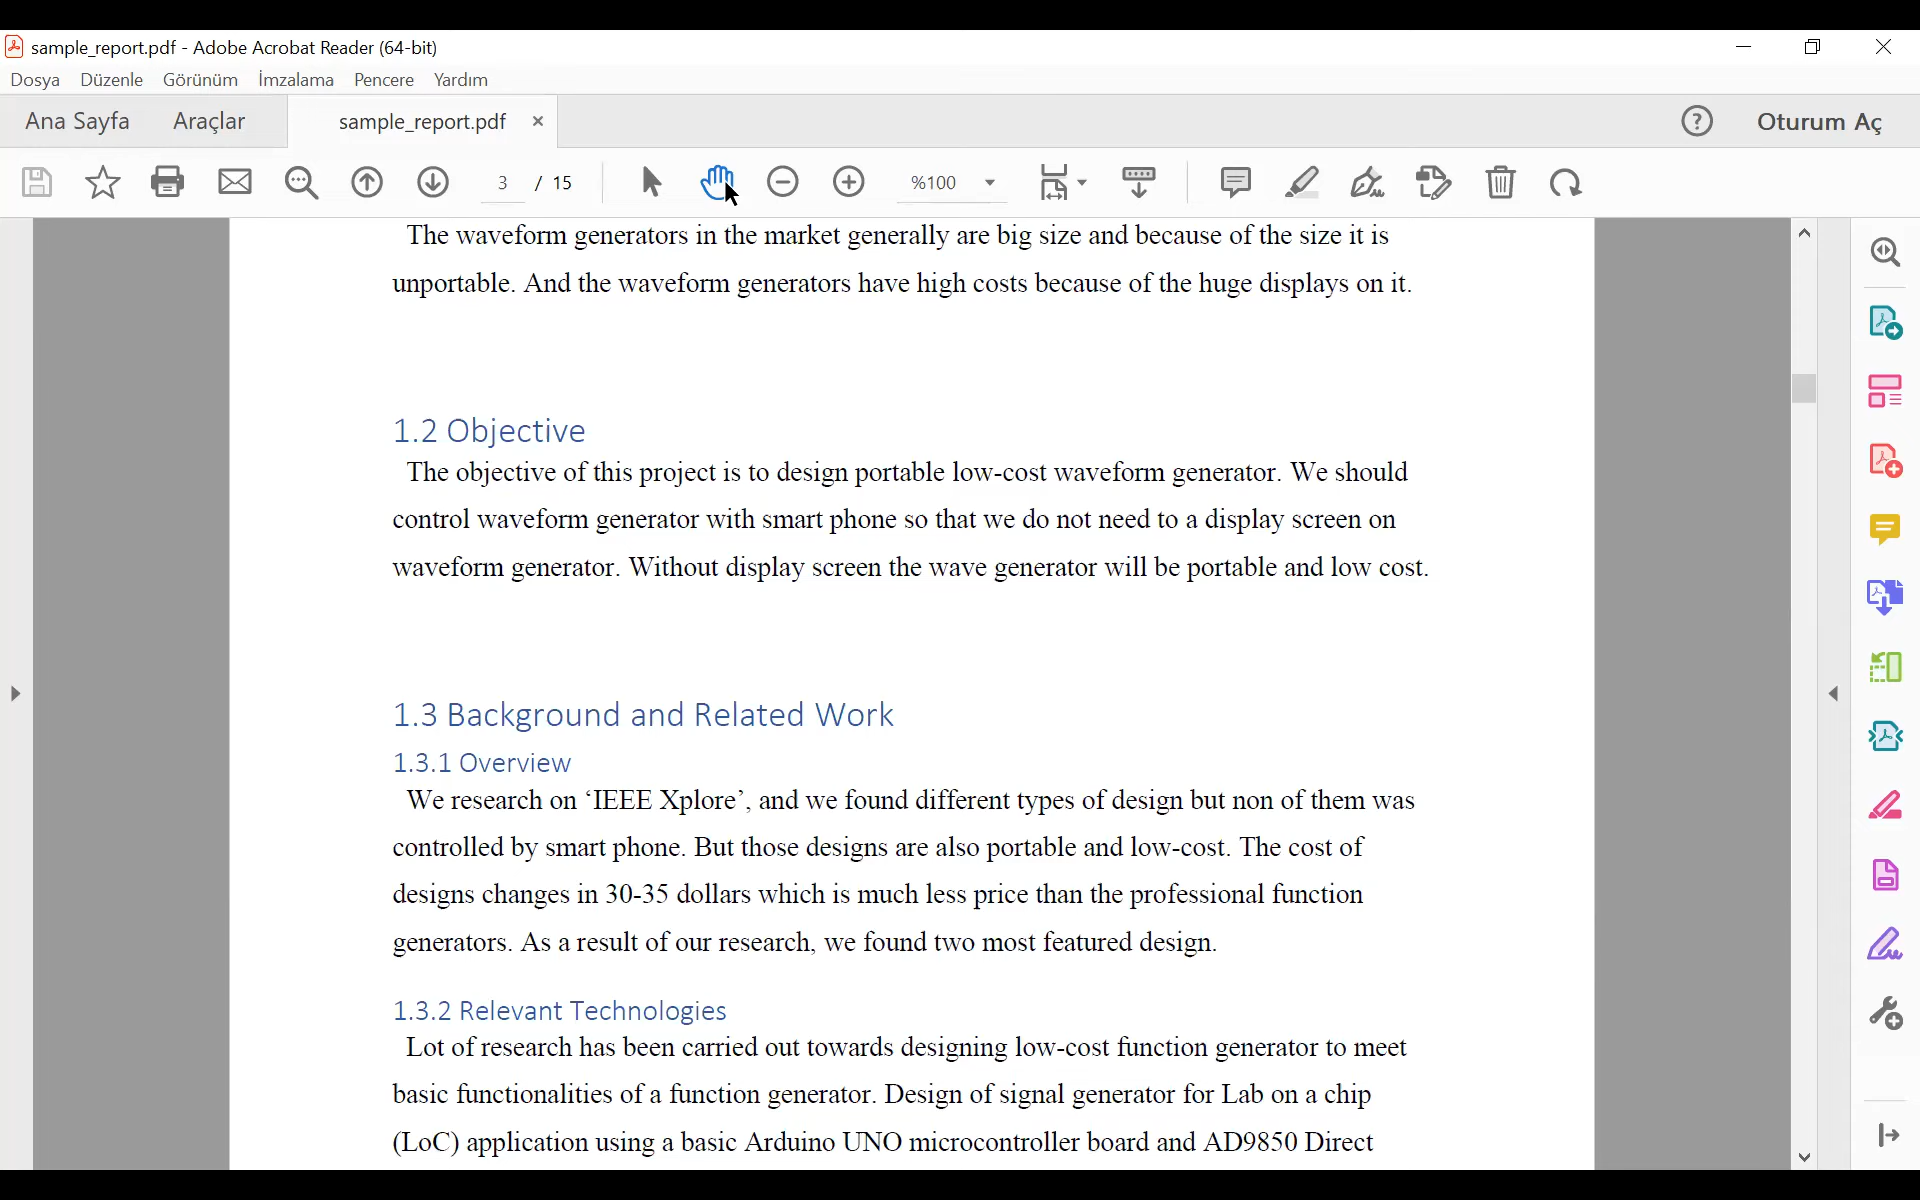 sample_report.pdf - Adobe Acrobat Reader (64-bit)
Dosya Düzenle Görünüm İmzalama Pencere Yardım
Ana Sayfa Araçlar sample_report.pdf × Oturum Aç
3 / 15 %100
The waveform generators in the market generally are big size and because of the size it is
unportable. And the waveform generators have high costs because of the huge displays on it.
1.2 Objective
The objective of this project is to design portable low-cost waveform generator. We should
control waveform generator with smart phone so that we do not need to a display screen on
waveform generator. Without display screen the wave generator will be portable and low cost.
1.3 Background and Related Work
1.3.1 Overview
We research on ‘IEEE Xplore’, and we found different types of design but non of them was
controlled by smart phone. But those designs are also portable and low-cost. The cost of
designs changes in 30-35 dollars which is much less price than the professional function
generators. As a result of our research, we found two most featured design.
1.3.2 Relevant Technologies
Lot of research has been carried out towards designing low-cost function generator to meet
basic functionalities of a function generator. Design of signal generator for Lab on a chip
(LoC) application using a basic Arduino UNO microcontroller board and AD9850 Direct